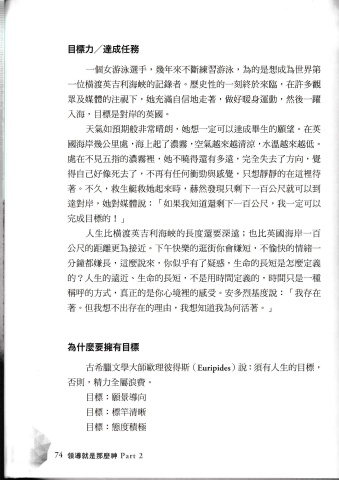 目標力／達成任務
一個女游泳選手，幾年來不斷練習游泳，為的是想成為世界第
一位橫渡英吉利海峽的記錄者。歷史性的一刻終於來臨，在許多觀
眾及媒體的注視下，她充滿自信地走著，做好暖身運動，然後一躍
入海，目標是對岸的英國。
天氣如預期般非常晴朗，她想一定可以達成畢生的願望。在英
國海岸幾公里處，海上起了濃霧，空氣越來越清涼，水溫越來越低。
處在不見五指的濃霧裡，她不曉得還有多遠，完全失去了方向，覺
得自己好像死去了，不再有任何衝勁與感覺，只想靜靜的在這裡待
著。不久，救生艇救她起來時，赫然發現只剩下一百公尺就可以到
達對岸，她對媒體說：「如果我知道還剩下一百公尺，我一定可以
完成目標的！」
人生比橫渡英吉利海峽的長度還要深遠；也比英國海岸一百
公尺的距離更為接近。下午快樂的逛街你會嫌短，不愉快的情緒一
分鐘都嫌長，這麼說來，你似乎有了疑惑，生命的長短是怎麼定義
的？人生的遠近、生命的長短，不是用時間定義的，時間只是一種
稱呼的方式，真正的是你心境裡的感受。安多烈基度說：「我存在
著。但我想不出存在的理由，我想知道我為何活著。」
為什麼要擁有目標
古希臘文學大師歐理彼得斯（Euripides）說：須有人生的目標，
否則，精力全屬浪費。
目標：願景導向
目標：標竿清晰
目標：態度積極
74 領導就是那麼神 Part 2